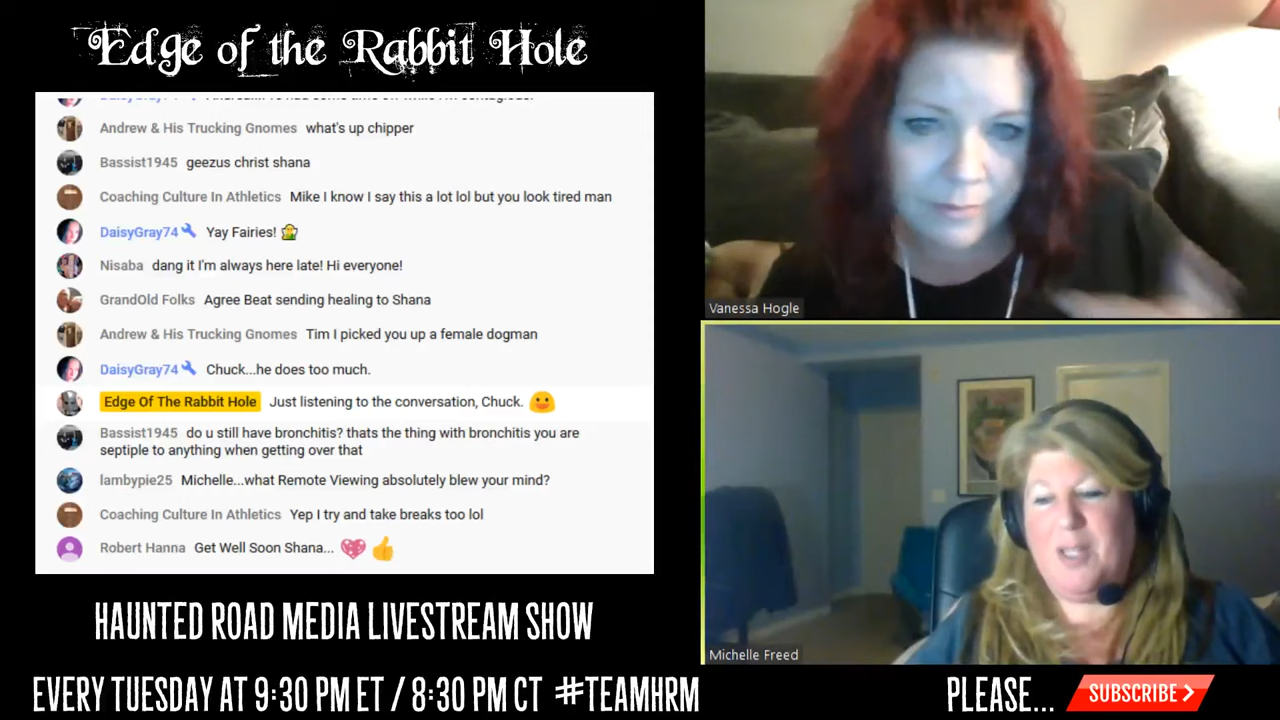 Edge of the Rabbit Hole
Andrew & His Trucking Gnomes what's up chipper
Bassist1945 geezus christ shana
Coaching Culture In Athletics Mike I know I say this a lot lol but you look tired man
DaisyGray74 Yay Fairies!
Nisaba dang it I'm always here late! Hi everyone!
GrandOld Folks Agree Beat sending healing to Shana
Andrew & His Trucking Gnomes Tim I picked you up a female dogman
DaisyGray74 Chuck...he does too much.
Edge Of The Rabbit Hole Just listening to the conversation, Chuck.
Bassist1945 do u still have bronchitis? thats the thing with bronchitis you are
septiple to anything when getting over that
lambypie25 Michelle...what Remote Viewing absolutely blew your mind?
Coaching Culture In Athletics Yep I try and take breaks too lol
Robert Hanna Get Well Soon Shana...
HAUNTED ROAD MEDIA LIVESTREAM SHOW
EVERY TUESDAY AT 9:30 PM ET / 8:30 PM CT #TEAMHRM
Vanessa Hogle
Michelle Freed
PLEASE... SUBSCRIBE >